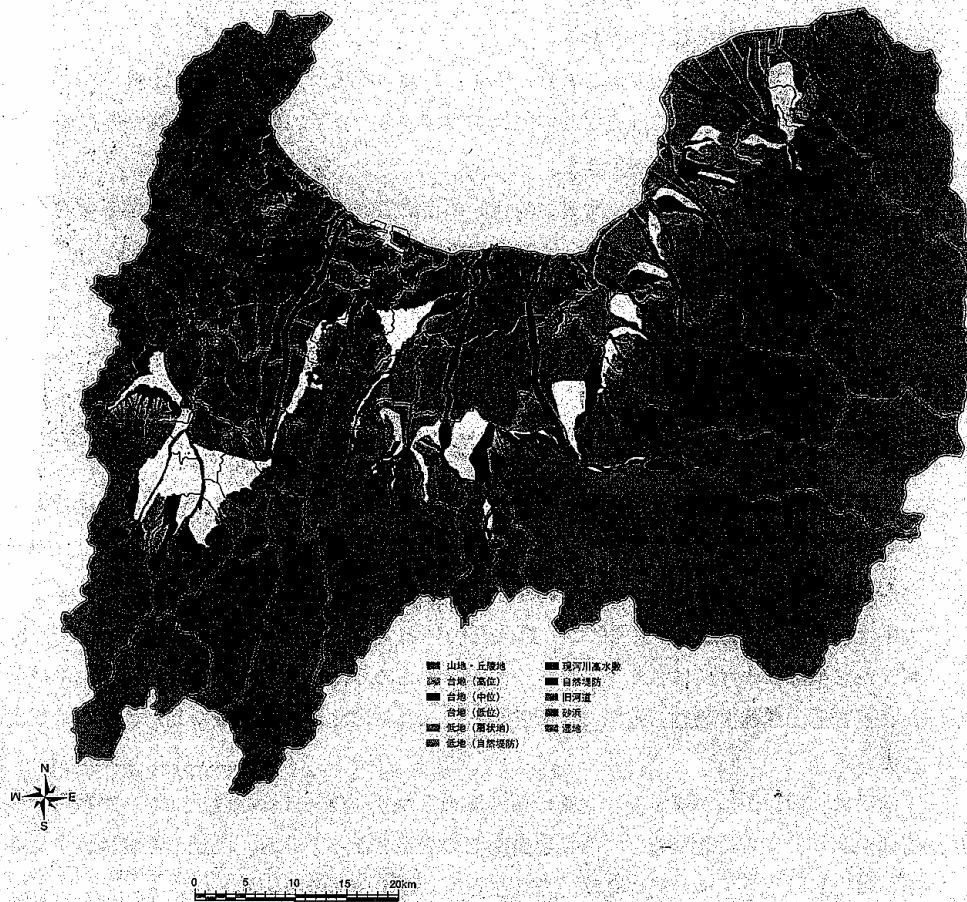 山地・丘陵地
台地(高位)
台地(中位)
台地(低位)
低地(扇状地)
低地(自然堤防)
現河川高水敷
自然堤防
旧河道
砂浜
湿地
N
W
E
S
0 5 10 15 20km